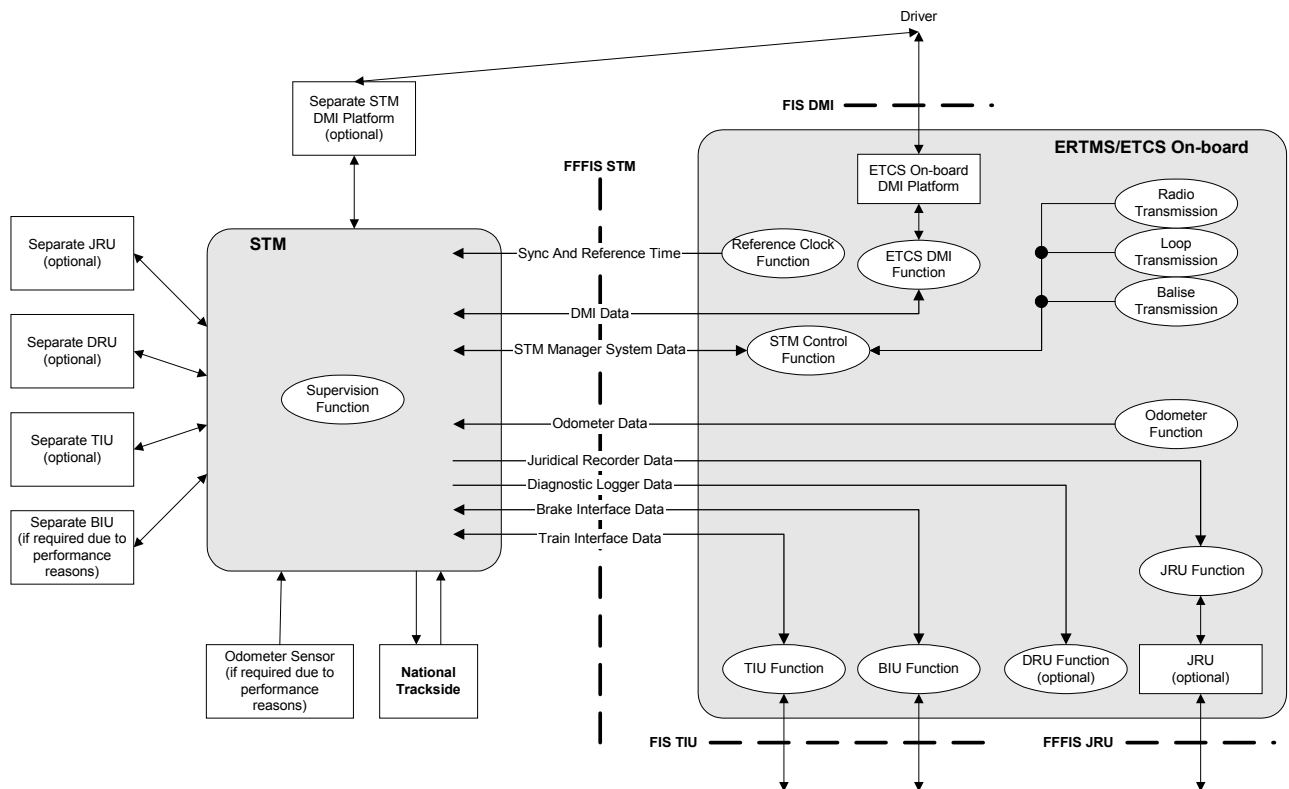 Driver
Separate STM
DMI Platform
(optional)
FIS DMI
ERTMS/ETCS On-board
FFFIS STM
ETCS On-board
DMI Platform
Radio
Transmission
Separate JRU
(optional)
STM
Sync And Reference Time
Reference Clock
Function
ETCS DMI
Function
Loop
Transmission
Balise
Transmission
DMI Data
Separate DRU
(optional)
STM Manager System Data
STM Control
Function
Supervision
Function
Separate TIU
(optional)
Odometer Data
Odometer
Function
Juridical Recorder Data
Diagnostic Logger Data
Brake Interface Data
Train Interface Data
Separate BIU
(if required due to
performance
reasons)
JRU Function
Odometer Sensor
(if required due to
performance
reasons)
National
Trackside
TIU Function
BIU Function
DRU Function
(optional)
JRU
(optional)
FIS TIU
FFFIS JRU